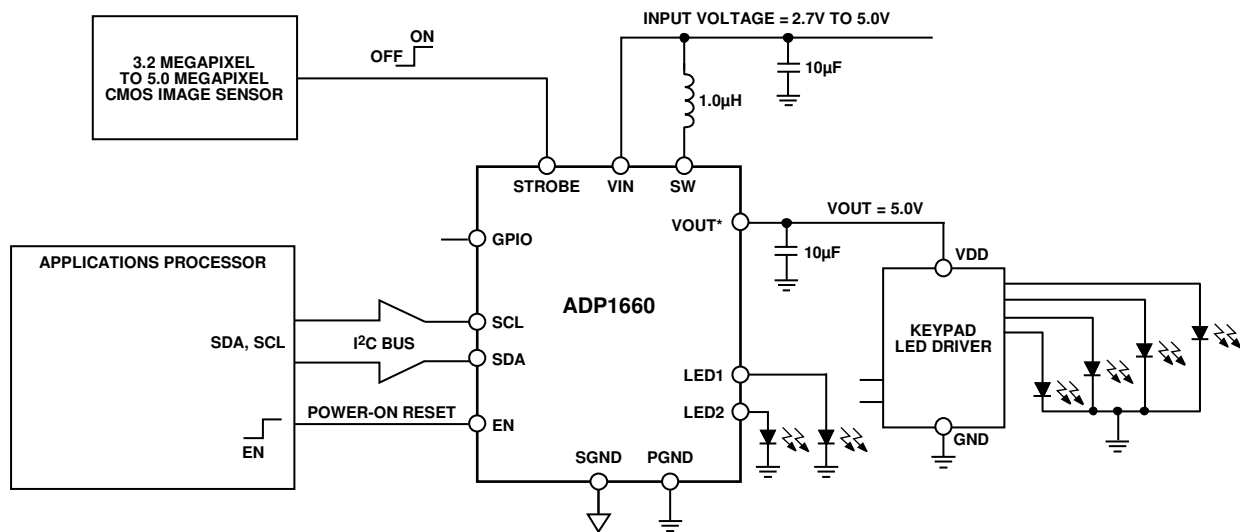 INPUT VOLTAGE = 2.7V TO 5.0V
ON
OFF
3.2 MEGAPIXEL
TO 5.0 MEGAPIXEL
CMOS IMAGE SENSOR
10µF
1.0µH
STROBE
VIN
SW
VOUT*
VOUT = 5.0V
GPIO
10µF
VDD
APPLICATIONS PROCESSOR
ADP1660
SCL
SDA, SCL
I²C BUS
SDA
KEYPAD
LED DRIVER
LED1
LED2
POWER-ON RESET
EN
EN
GND
SGND
PGND